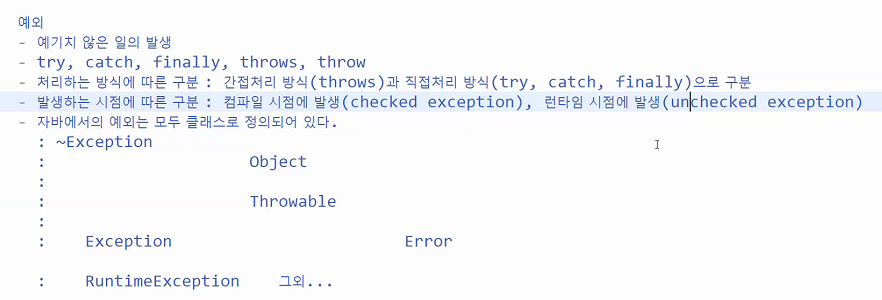 예외
- 예기치 않은 일의 발생
- try, catch, finally, throws, throw
- 처리하는 방식에 따른 구분 : 간접처리 방식(throws)과 직접처리 방식(try, catch, finally)으로 구분
- 발생하는 시점에 따른 구분 : 컴파일 시점에 발생(checked exception), 런타임 시점에 발생(unchecked exception)
- 자바에서의 예외는 모두 클래스로 정의되어 있다.
: ~Exception
: Object
:
: Throwable
:
: Exception Error
: RuntimeException 그외...